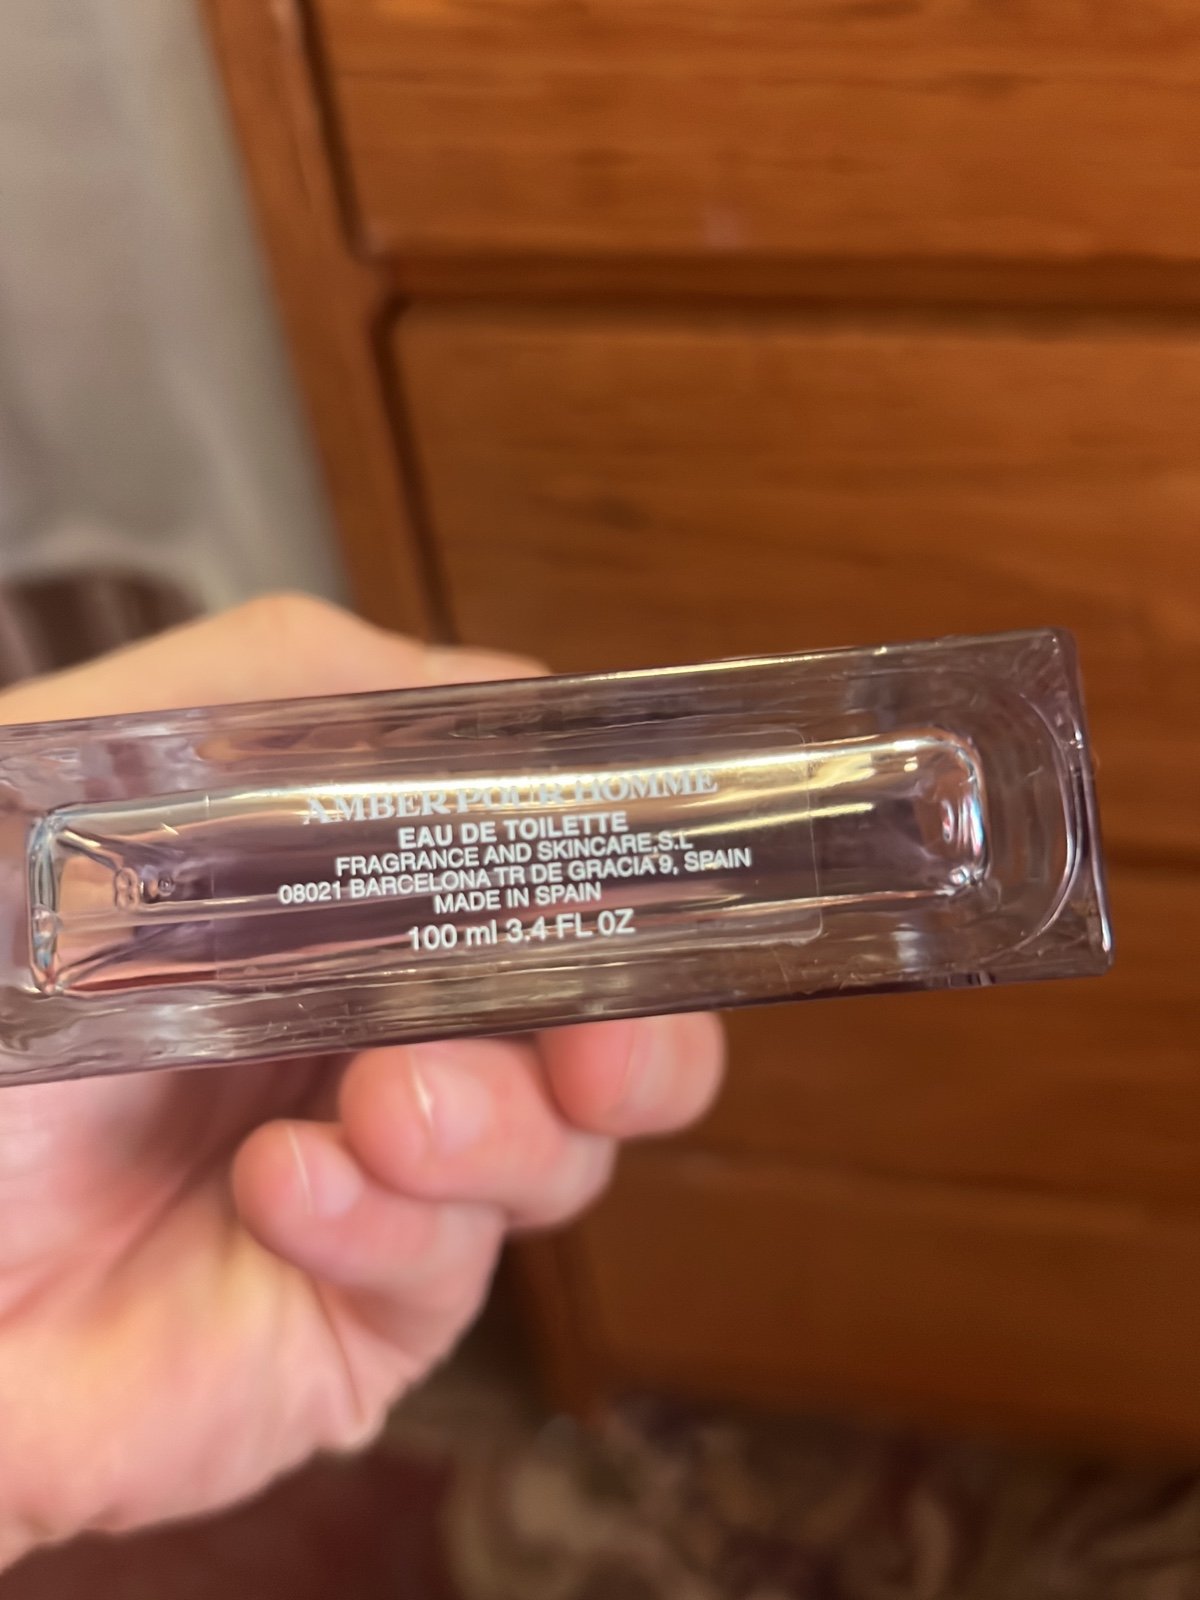 AMBER POUR HOMME
EAU DE TOILETTE
FRAGRANCE AND SKINCARE,S.L
08021 BARCELONA TR DE GRACIA 9, SPAIN
MADE IN SPAIN
100 ml 3.4 FL 0Z